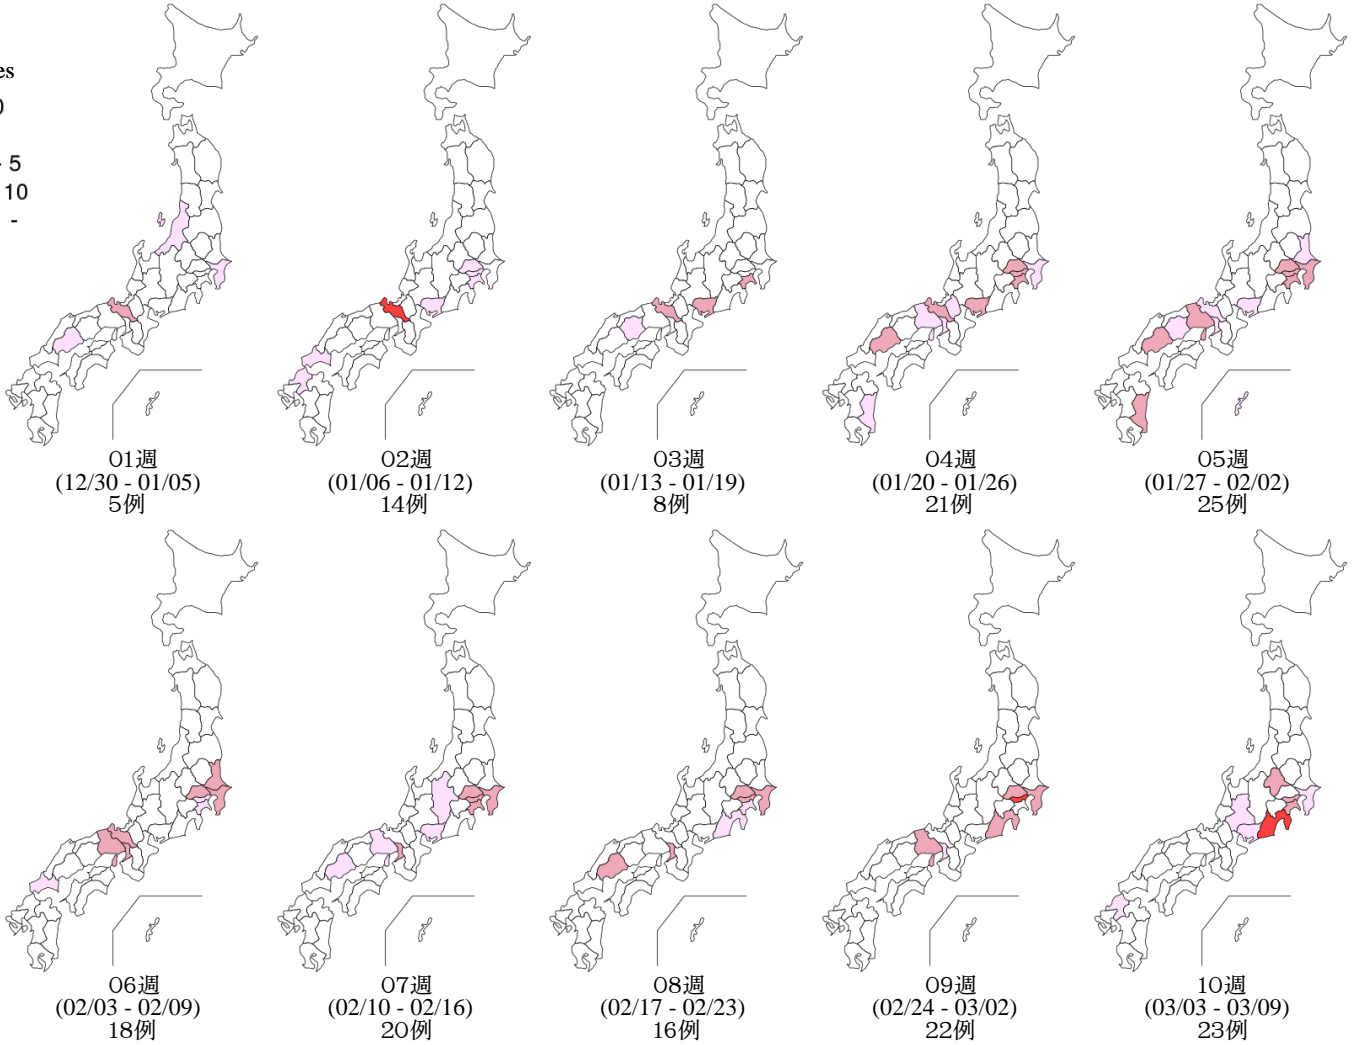 es
0
- 5
10
-
01週
(12/30 - 01/05)
5例
02週
(01/06 - 01/12)
14例
03週
(01/13 - 01/19)
8例
04週
(01/20 - 01/26)
21例
05週
(01/27 - 02/02)
25例
06週
(02/03 - 02/09)
18例
07週
(02/10 - 02/16)
20例
08週
(02/17 - 02/23)
16例
09週
(02/24 - 03/02)
22例
10週
(03/03 - 03/09)
23例